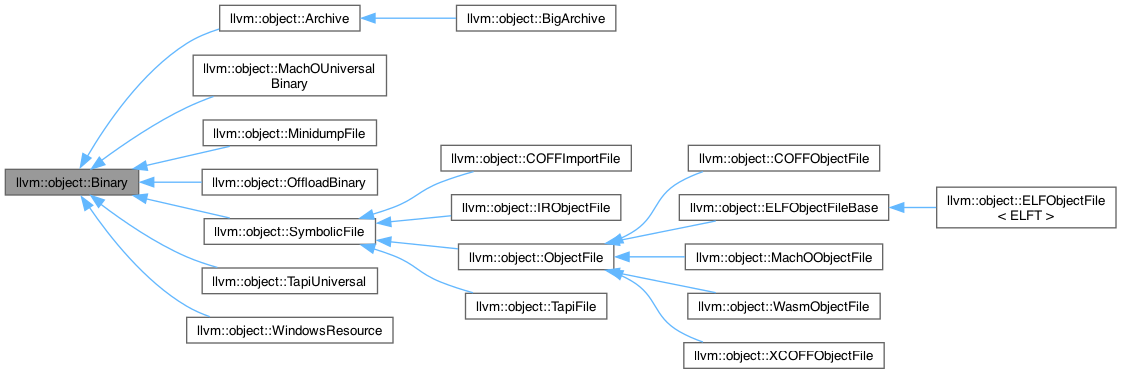 llvm::object::Archive
llvm::object::BigArchive
llvm::object::MachOUniversal
Binary
llvm::object::MinidumpFile
llvm::object::COFFImportFile
llvm::object::COFFObjectFile
llvm::object::Binary
llvm::object::OffloadBinary
llvm::object::IRObjectFile
llvm::object::ELFObjectFileBase
llvm::object::ELFObjectFile
< ELFT >
llvm::object::SymbolicFile
llvm::object::ObjectFile
llvm::object::MachOObjectFile
llvm::object::TapiUniversal
llvm::object::TapiFile
llvm::object::WasmObjectFile
llvm::object::WindowsResource
llvm::object::XCOFFObjectFile